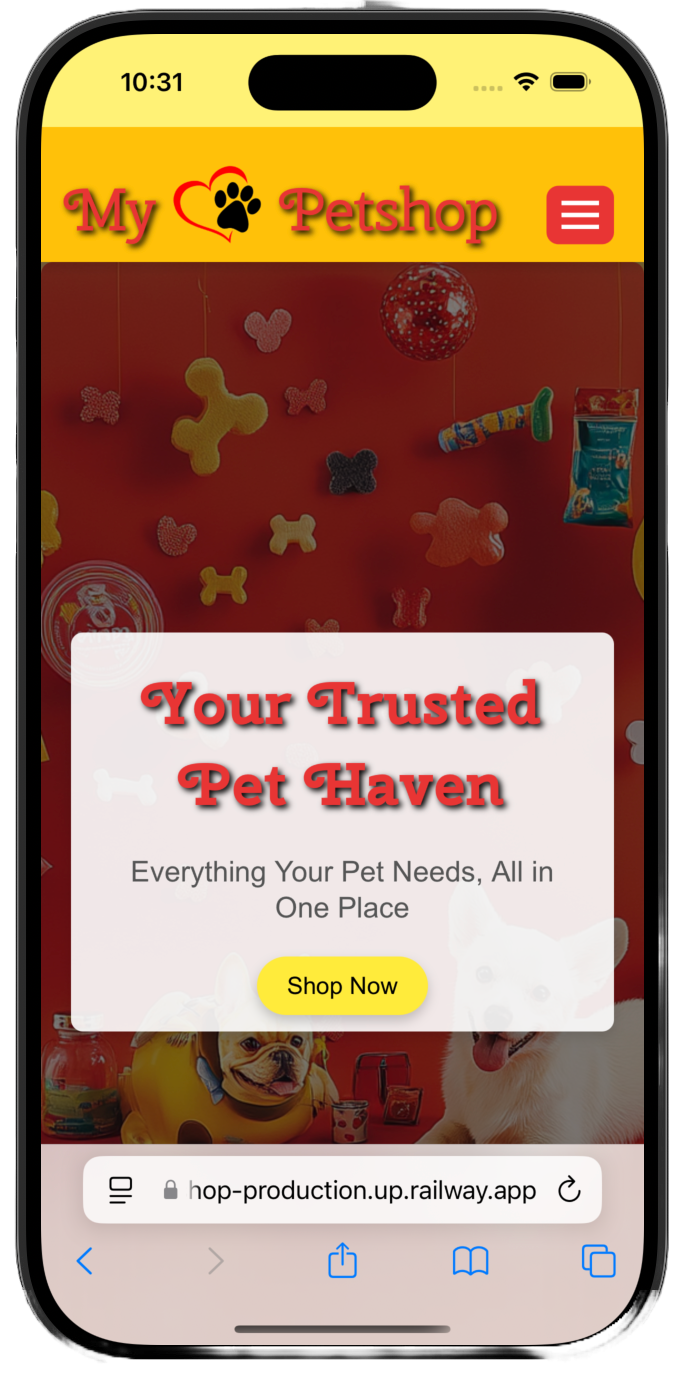 10:31
My Petshop
Your Trusted
Pet Haven
Everything Your Pet Needs, All in
One Place
Shop Now
hop-production.up.railway.app